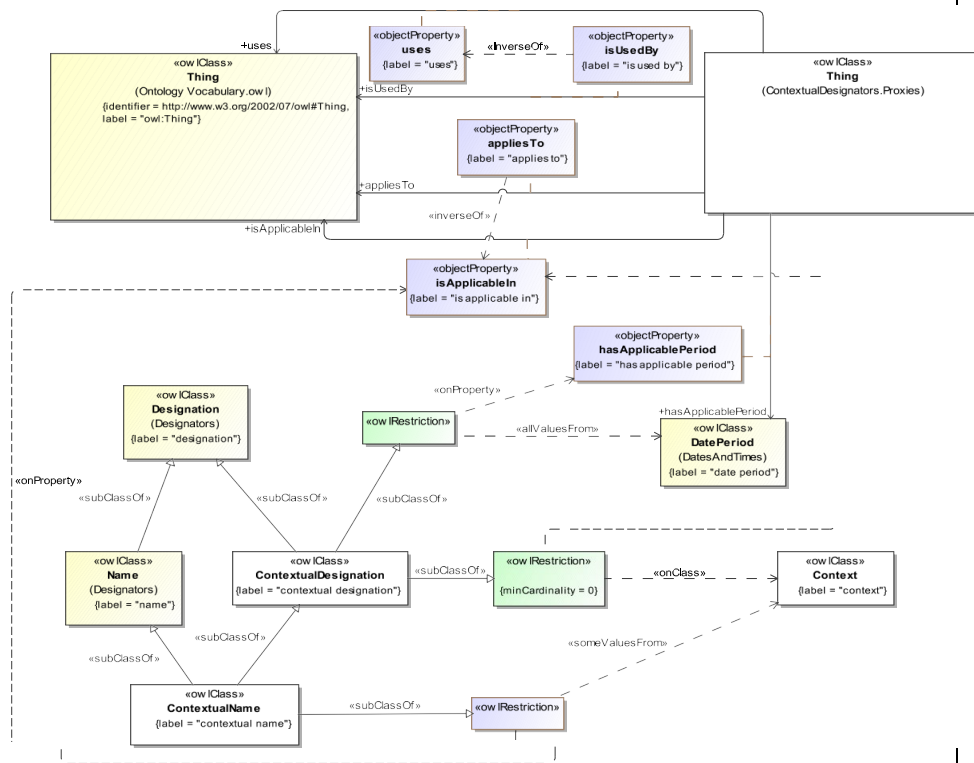 +uses
«objectProperty»
uses
{label = "uses"}
«InverseOf»
«objectProperty»
isUsedBy
{label = "is used by"}
«owlClass»
Thing
(Ontology Vocabulary.owl)
{identifier = http://www.w3.org/2002/07/owl#Thing,
label = "owl:Thing"}
«owlClass»
Thing
(ContextualDesignators.Proxies)
+isUsedBy
«objectProperty»
appliesTo
{label = "applies to"}
+appliesTo
«inverseOf»
+isApplicableIn
«objectProperty»
isApplicableIn
{label = "is applicable in"}
«objectProperty»
hasApplicablePeriod
{label = "has applicable period"}
«onProperty»
«owlClass»
Designation
(Designators)
{label = "designation"}
«owlRestriction»
«allValuesFrom»
+hasApplicablePeriod
«owlClass»
DatePeriod
(DatesAndTimes)
{label = "date period"}
«onProperty»
«subClassOf»
«subClassOf»
«subClassOf»
«owlClass»
Name
(Designators)
{label = "name"}
«owlClass»
ContextualDesignation
{label = "contextual designation"}
«subClassOf»
«owlRestriction»
{minCardinality = 0}
«onClass»
«owlClass»
Context
{label = "context"}
«subClassOf»
«subClassOf»
«someValuesFrom»
«owlClass»
ContextualName
{label = "contextual name"}
«subClassOf»
«owlRestriction»